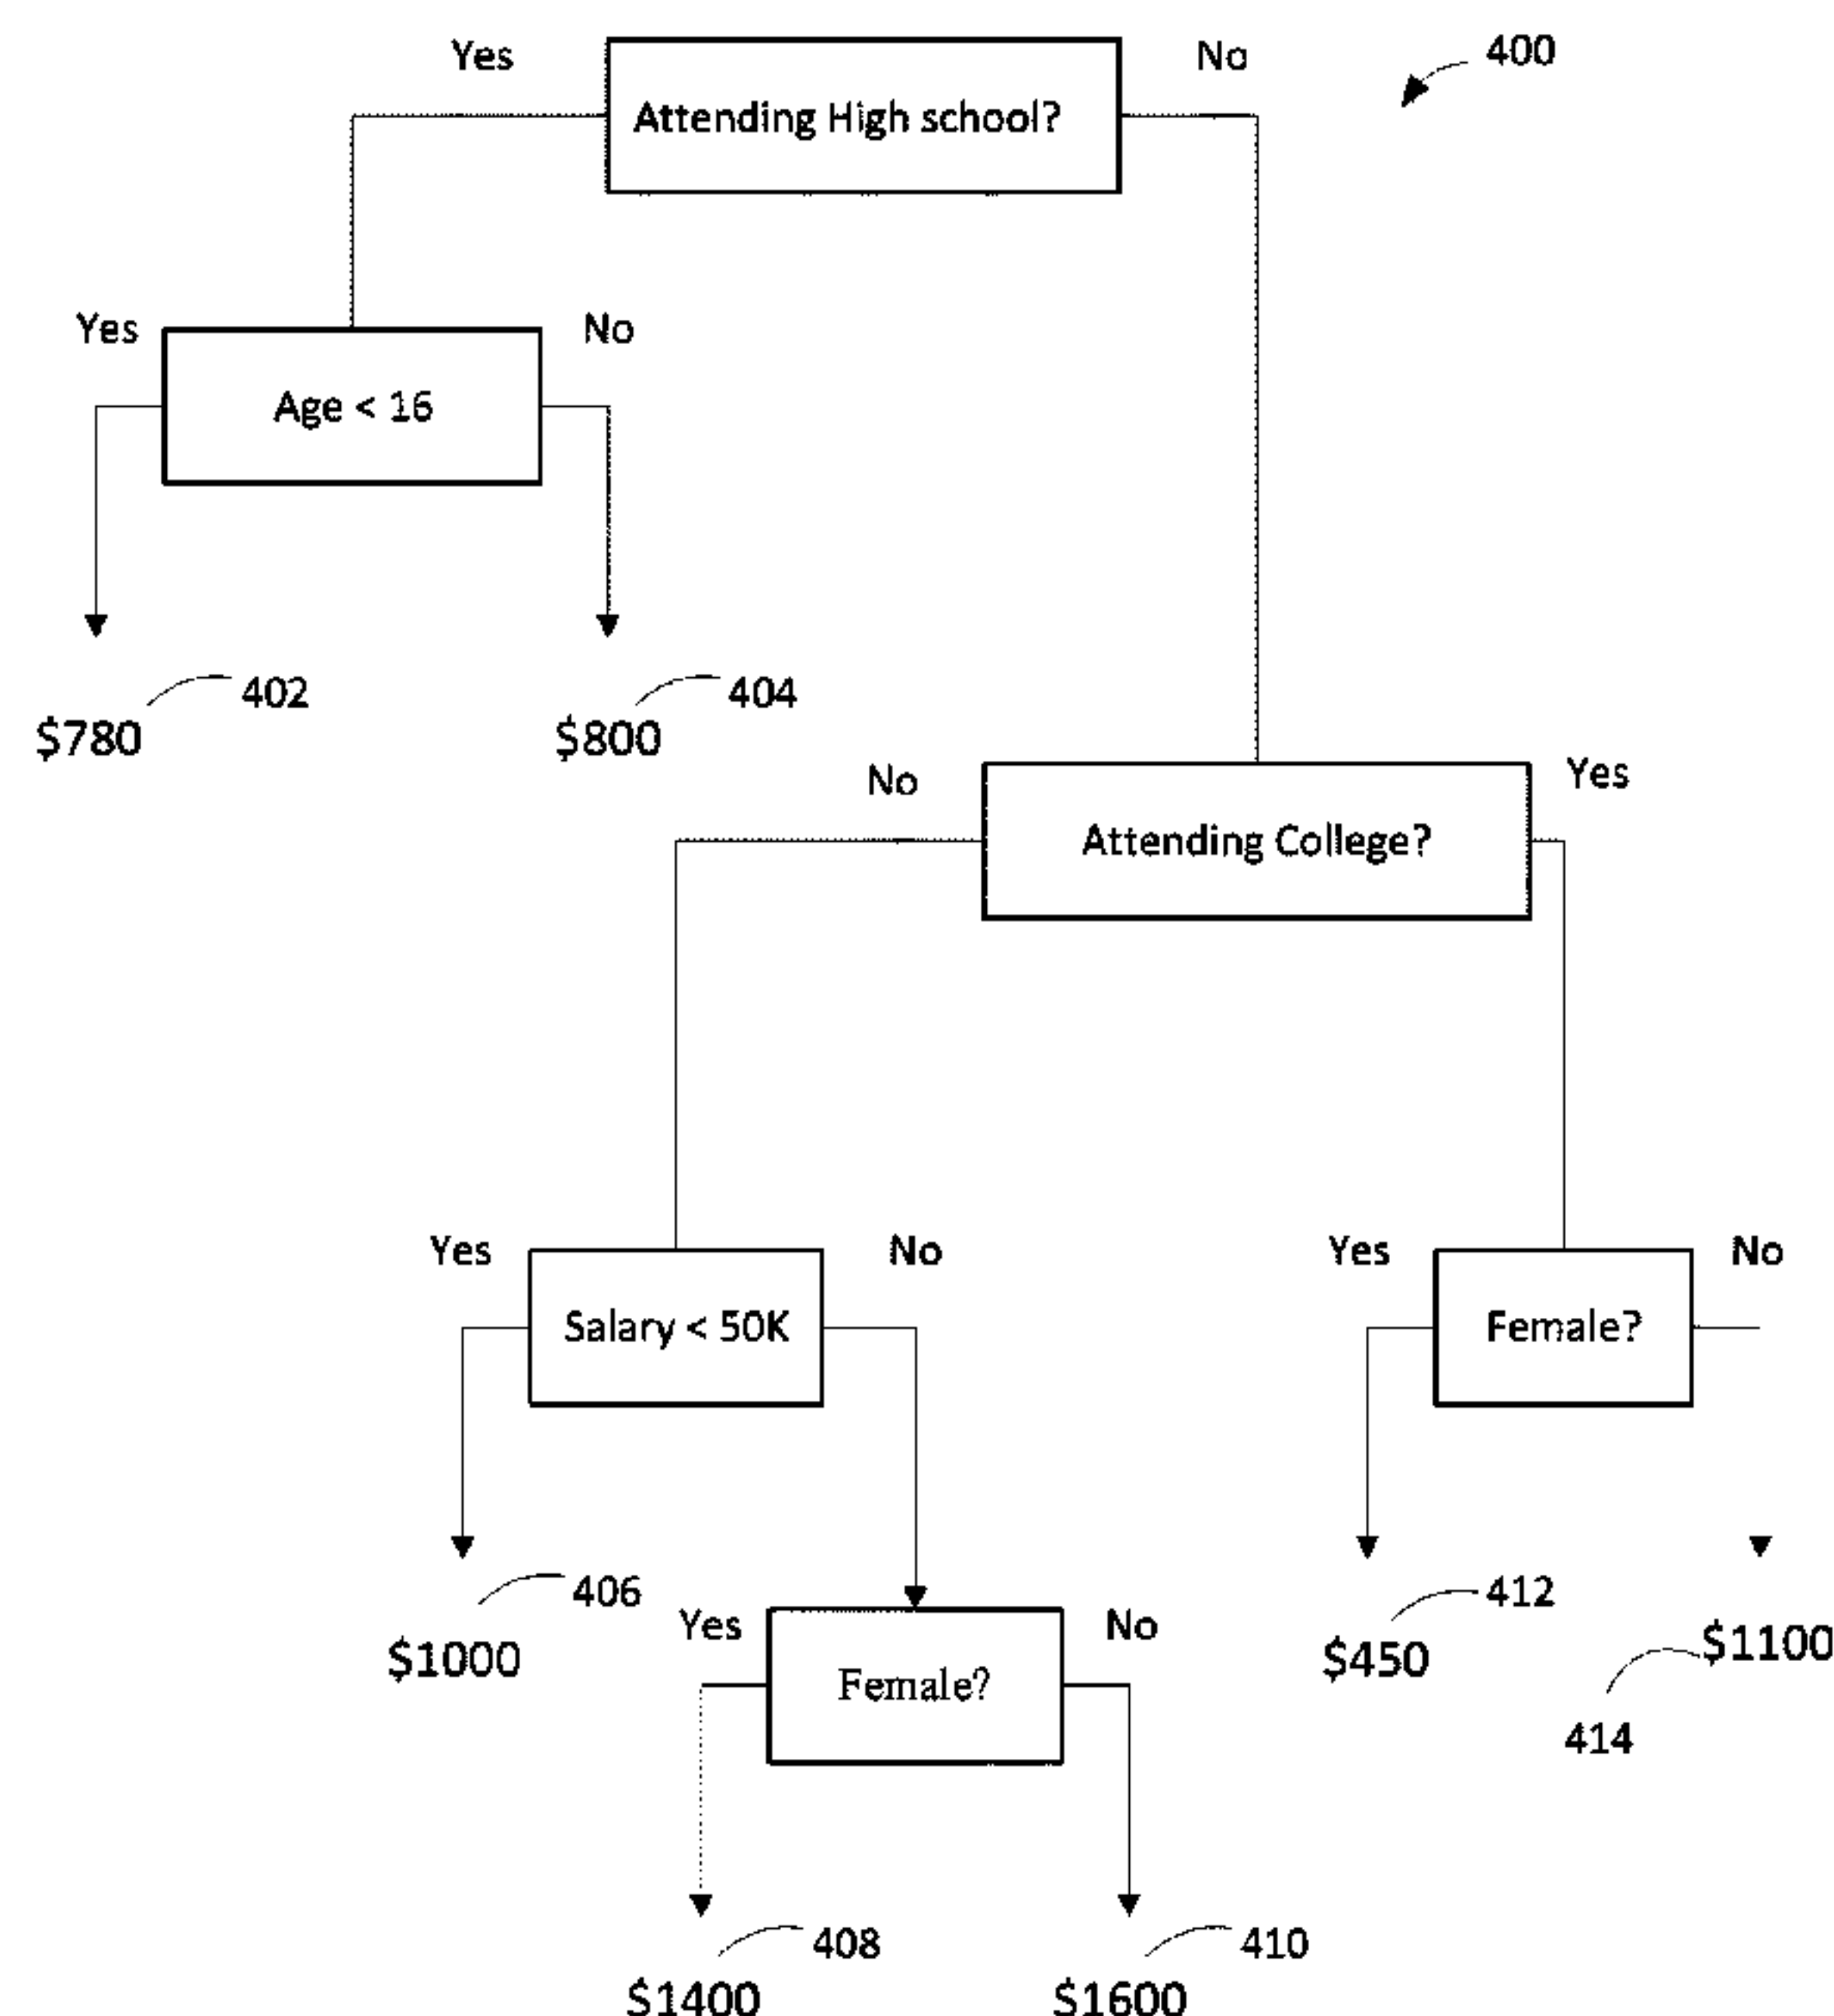 400
Yes
No
Attending High school?
Yes
No
Age < 16
402
404
$780
$800
No
Yes
Attending College?
Yes
No
Yes
No
Salary < 50K
Female?
406
412
$1000
Yes
No
$450
$1100
Female?
414
408
410
$1400
$1600